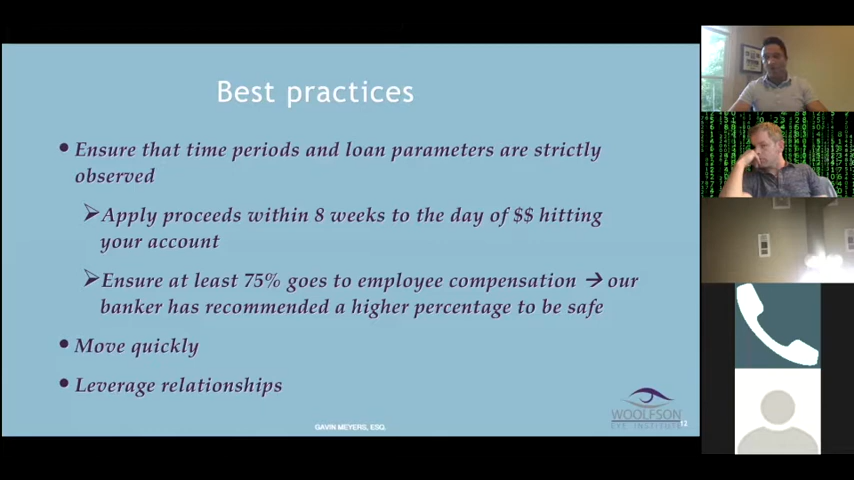 Best practices
• Ensure that time periods and loan parameters are strictly
observed
➢ Apply proceeds within 8 weeks to the day of $$ hitting
your account
➢ Ensure at least 75% goes to employee compensation → our
banker has recommended a higher percentage to be safe
• Move quickly
• Leverage relationships
WOOLFSON
EYE INSTITUTE
GAVIN MEYERS, ESQ.
12